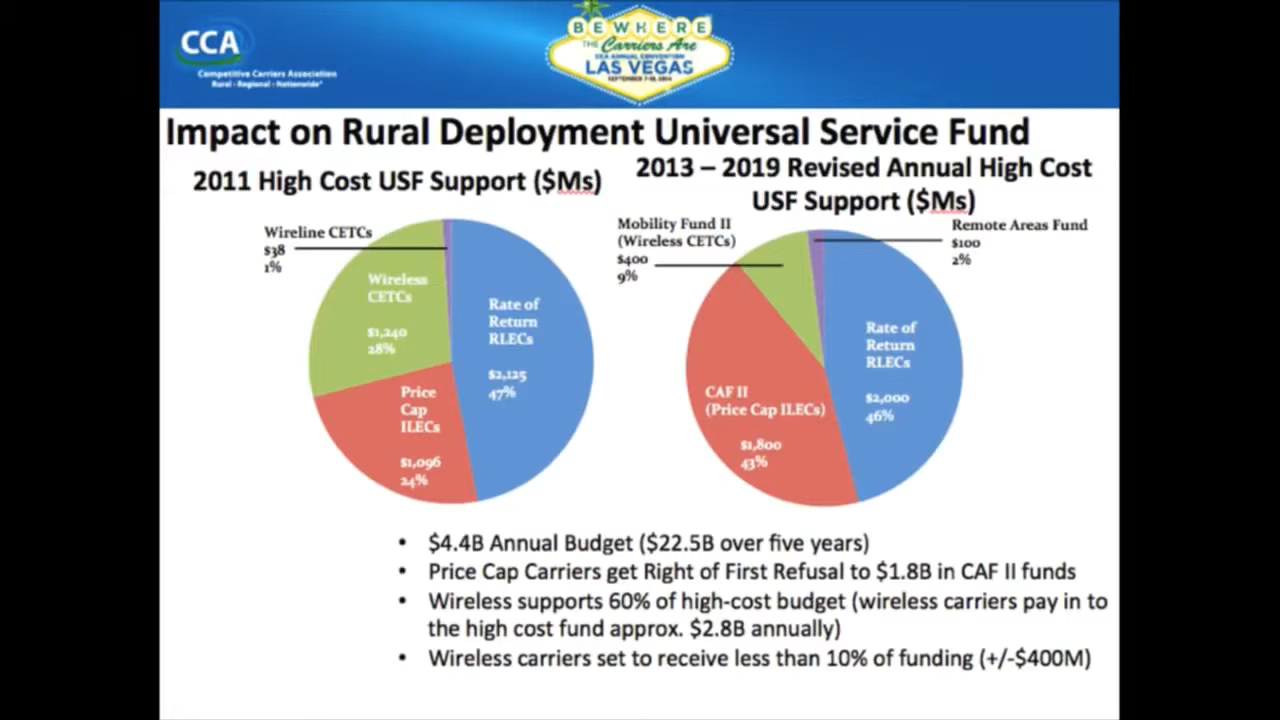 CCA
Competitive Carriers Association
Rural · Regional · Nationwide®
BE WHERE
THE Carriers Are
CCA ANNUAL CONVENTION
LAS VEGAS
Impact on Rural Deployment Universal Service Fund
2011 High Cost USF Support ($Ms)
Wireline CETCs
$38
1%
Wireless
CETCs
$1,240
28%
Rate of
Return
RLECs
$2,125
47%
Price
Cap
ILECs
$1,096
24%
2013 – 2019 Revised Annual High Cost
USF Support ($Ms)
Mobility Fund II
(Wireless CETCs)
$400
9%
Remote Areas Fund
$100
2%
Rate of
Return
RLECs
$2,000
46%
CAF II
(Price Cap ILECs)
$1,800
43%
• $4.4B Annual Budget ($22.5B over five years)
• Price Cap Carriers get Right of First Refusal to $1.8B in CAF II funds
• Wireless supports 60% of high-cost budget (wireless carriers pay in to
the high cost fund approx. $2.8B annually)
• Wireless carriers set to receive less than 10% of funding (+/-$400M)